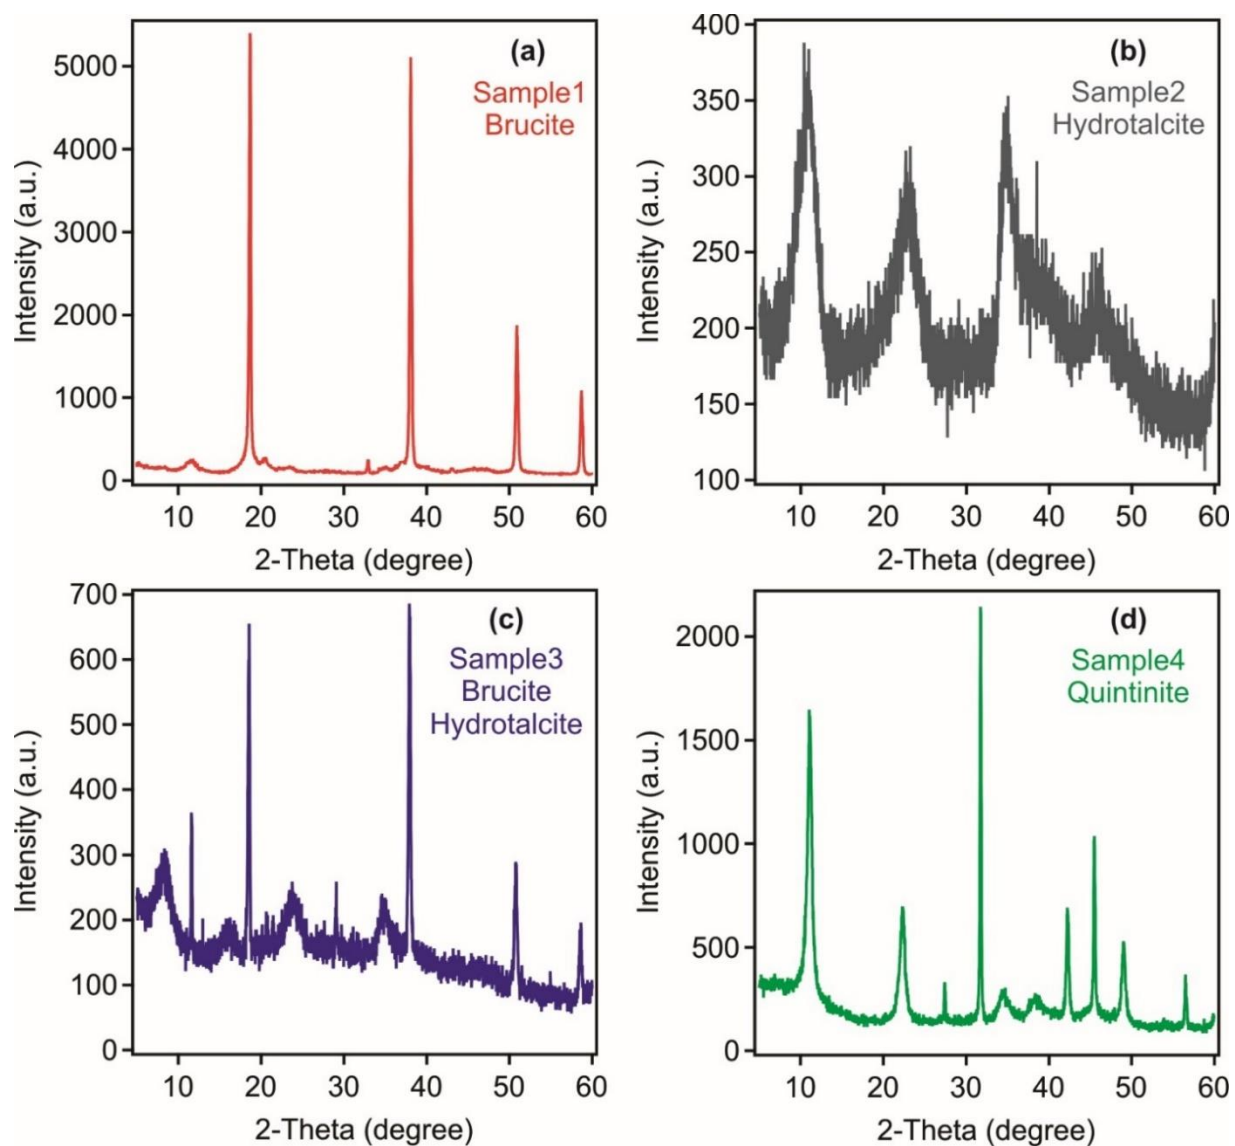 (a)
Sample1
Brucite
Intensity (a.u.)
5000
4000
3000
2000
1000
0
10 20 30 40 50 60
2-Theta (degree)
(b)
Sample2
Hydrotalcite
Intensity (a.u.)
400
350
300
250
200
150
100
10 20 30 40 50 60
2-Theta (degree)
(c)
Sample3
Brucite
Hydrotalcite
Intensity (a.u.)
700
600
500
400
300
200
100
0
10 20 30 40 50 60
2-Theta (degree)
(d)
Sample4
Quintinite
Intensity (a.u.)
2000
1500
1000
500
0
10 20 30 40 50 60
2-Theta (degree)